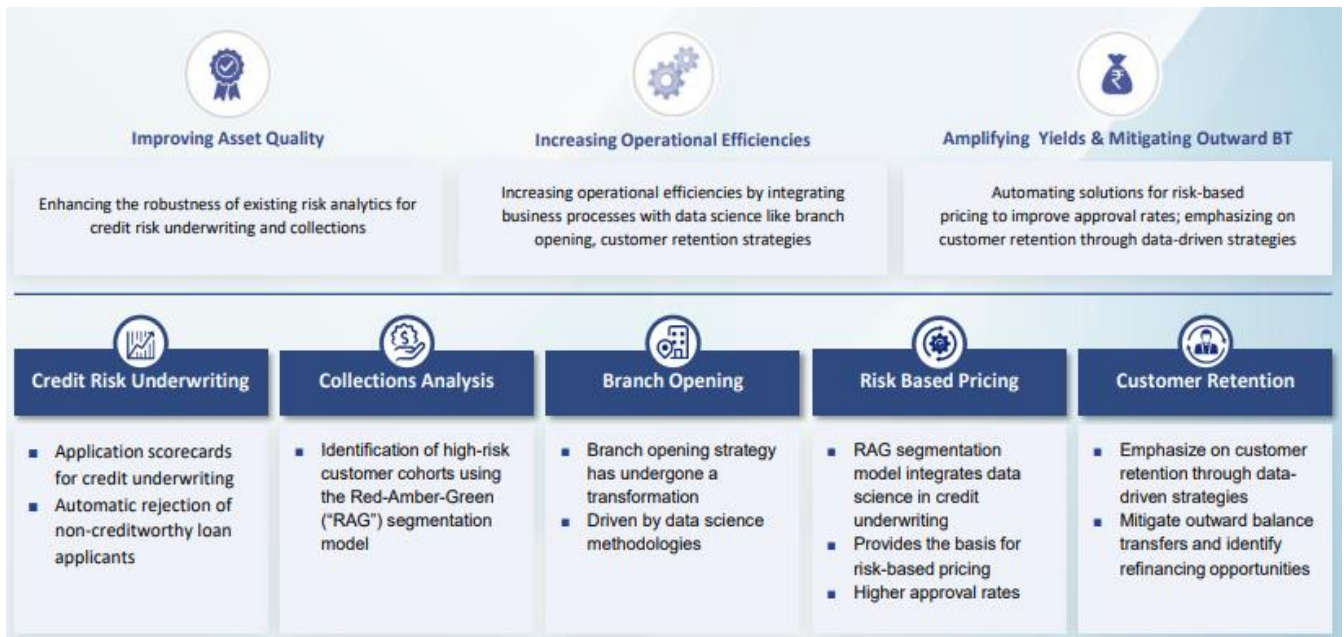 Improving Asset Quality
Enhancing the robustness of existing risk analytics for
credit risk underwriting and collections
Increasing Operational Efficiencies
Increasing operational efficiencies by integrating
business processes with data science like branch
opening, customer retention strategies
Amplifying Yields & Mitigating Outward BT
Automating solutions for risk-based
pricing to improve approval rates; emphasizing on
customer retention through data-driven strategies
Credit Risk Underwriting
■ Application scorecards
for credit underwriting
■ Automatic rejection of
non-creditworthy loan
applicants
Collections Analysis
■ Identification of high-risk
customer cohorts using
the Red-Amber-Green
(“RAG”) segmentation
model
Branch Opening
■ Branch opening strategy
has undergone a
transformation
■ Driven by data science
methodologies
Risk Based Pricing
■ RAG segmentation
model integrates data
science in credit
underwriting
■ Provides the basis for
risk-based pricing
■ Higher approval rates
Customer Retention
■ Emphasize on customer
retention through data-
driven strategies
■ Mitigate outward balance
transfers and identify
refinancing opportunities